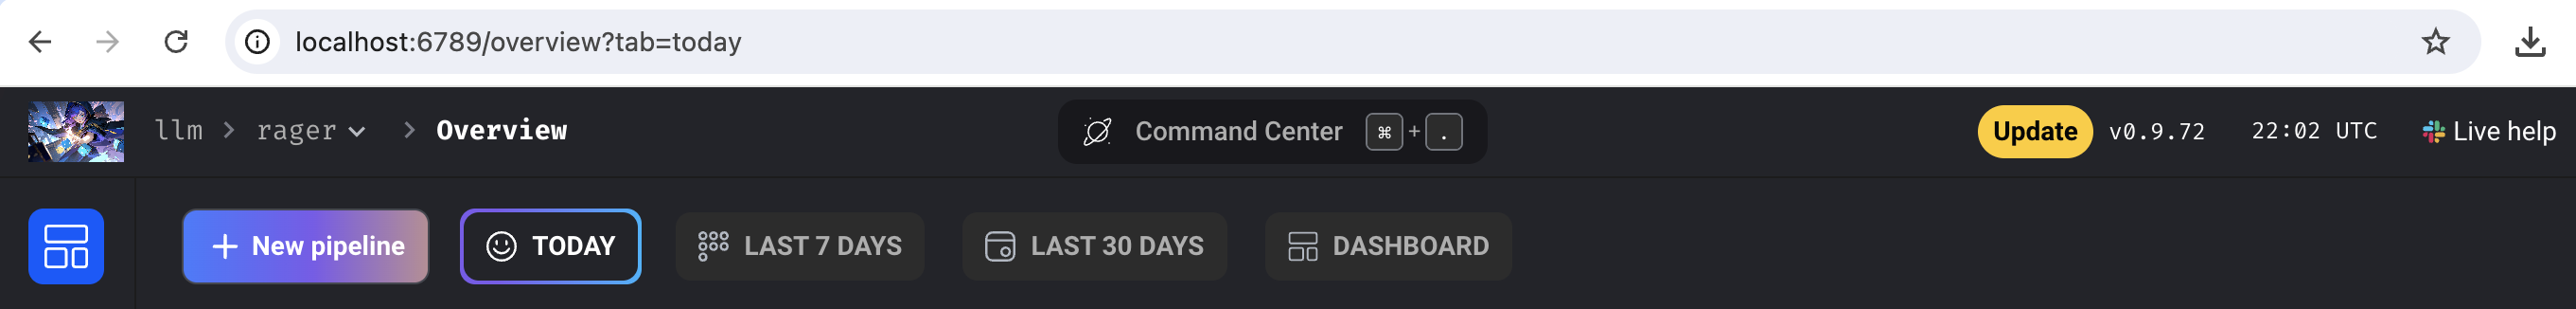 localhost:6789/overview?tab=today
llm > rager > Overview
Command Center ⌘ + .
Update v0.9.72 22:02 UTC Live help
+ New pipeline TODAY LAST 7 DAYS LAST 30 DAYS DASHBOARD